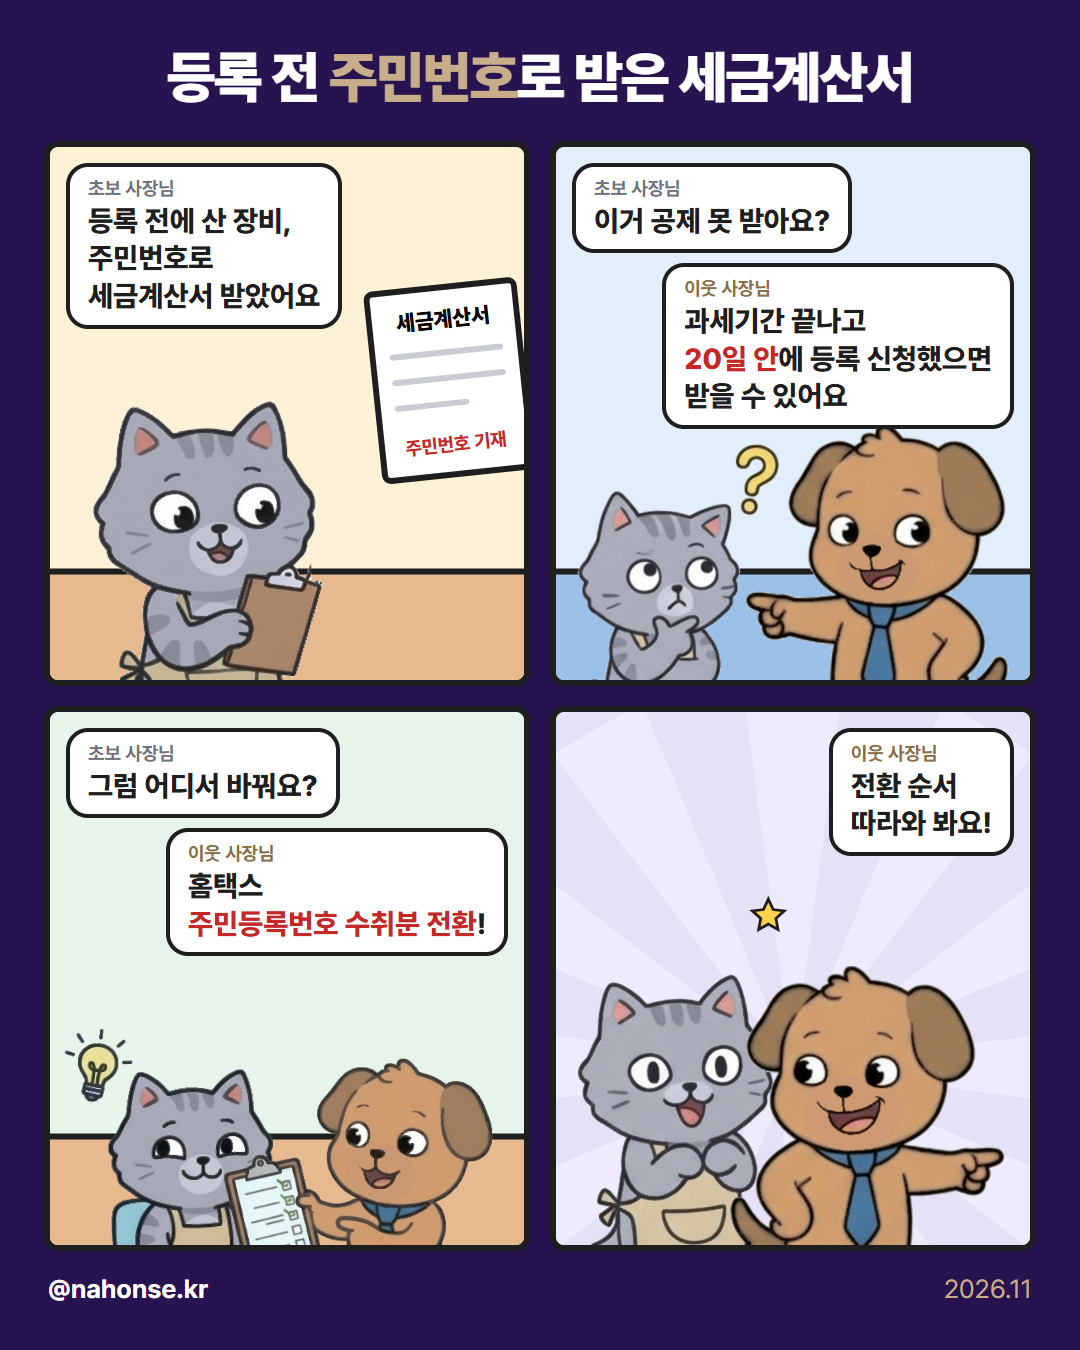 등록 전 주민번호로 받은 세금계산서
초보 사장님
등록 전에 산 장비,
주민번호로
세금계산서 받았어요
세금계산서
주민번호 기재
초보 사장님
이거 공제 못 받아요?
이웃 사장님
과세기간 끝나고
20일 안에 등록 신청했으면
받을 수 있어요
초보 사장님
그럼 어디서 바꿔요?
이웃 사장님
홈택스
주민등록번호 수취분 전환!
이웃 사장님
전환 순서
따라와 봐요!
@nahonse.kr
2026.11